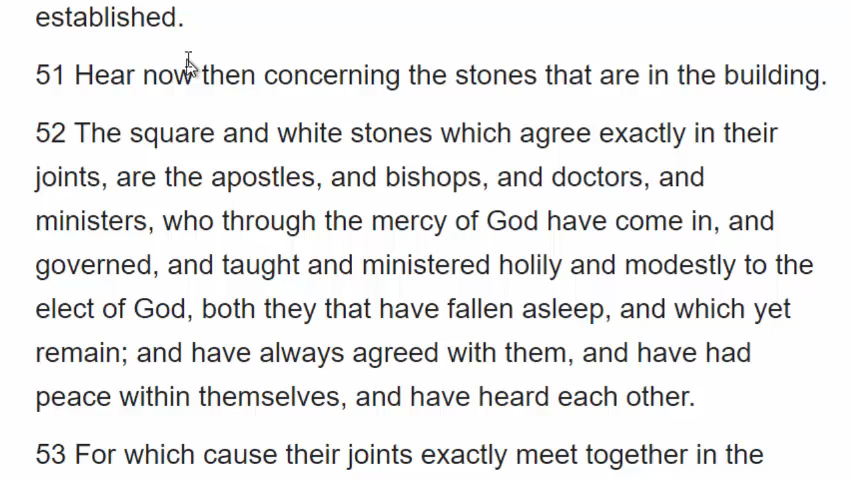 established.
51 Hear now then concerning the stones that are in the building.
52 The square and white stones which agree exactly in their
joints, are the apostles, and bishops, and doctors, and
ministers, who through the mercy of God have come in, and
governed, and taught and ministered holily and modestly to the
elect of God, both they that have fallen asleep, and which yet
remain; and have always agreed with them, and have had
peace within themselves, and have heard each other.
53 For which cause their joints exactly meet together in the